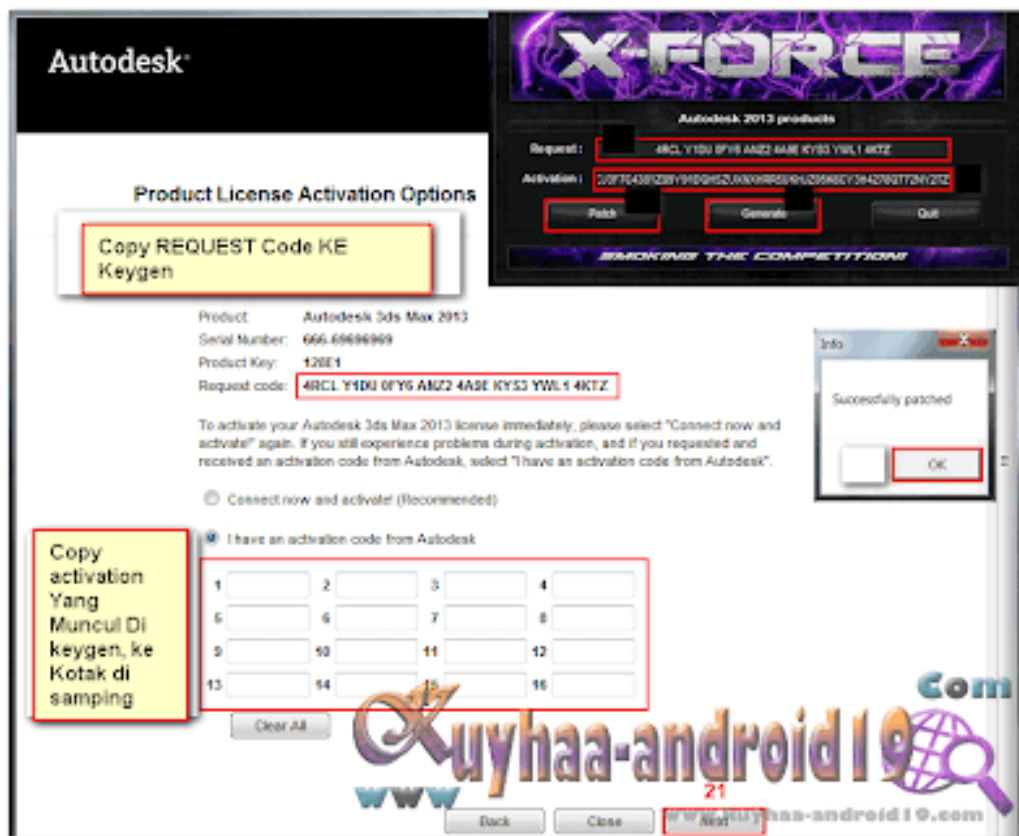 Autodesk
X-FORCE
Autodesk 2013 products
Request :
4RCL Y1DU 0FY6 ANZ2 4A9E KYS3 YWL1 4KTZ
Activation :
Patch
Generate
Quit
SMOKING THE COMPETITION!
Product License Activation Options
Copy REQUEST Code KE
Keygen
Product: Autodesk 3ds Max 2013
Serial Number: 666-69696969
Product Key: 128E1
Request code: 4RCL Y1DU 0FY6 ANZ2 4A9E KYS3 YWL1 4KTZ
Info
Successfully patched
OK
To activate your Autodesk 3ds Max 2013 license immediately, please select "Connect now and
activate!" again. If you still experience problems during activation, and if you requested and
received an activation code from Autodesk, select "I have an activation code from Autodesk".
Connect now and activate! (Recommended)
I have an activation code from Autodesk
Copy
activation
Yang
Muncul Di
keygen, ke
Kotak di
samping
1 2 3 4
5 6 7 8
9 10 11 12
13 14 15 16
Clear All
Com
Kuyhaa-android19
www
21
www.kuyhaa-android19.com
Back
Close
Next